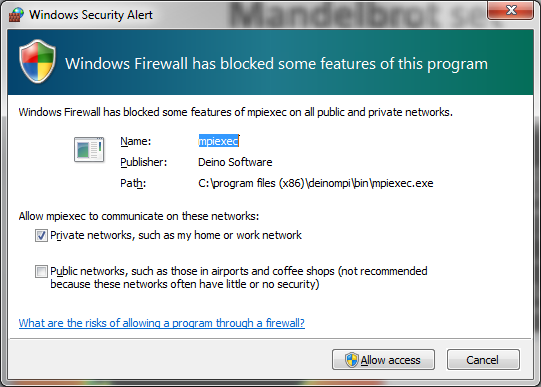 Mandelbrot set
Windows Security Alert
Windows Firewall has blocked some features of this program
Windows Firewall has blocked some features of mpiexec on all public and private networks.
Name: mpiexec
Publisher: Deino Software
Path: C:\program files (x86)\deinompi\bin\mpiexec.exe
Allow mpiexec to communicate on these networks:
Private networks, such as my home or work network
Public networks, such as those in airports and coffee shops (not recommended
because these networks often have little or no security)
What are the risks of allowing a program through a firewall?
Allow access Cancel